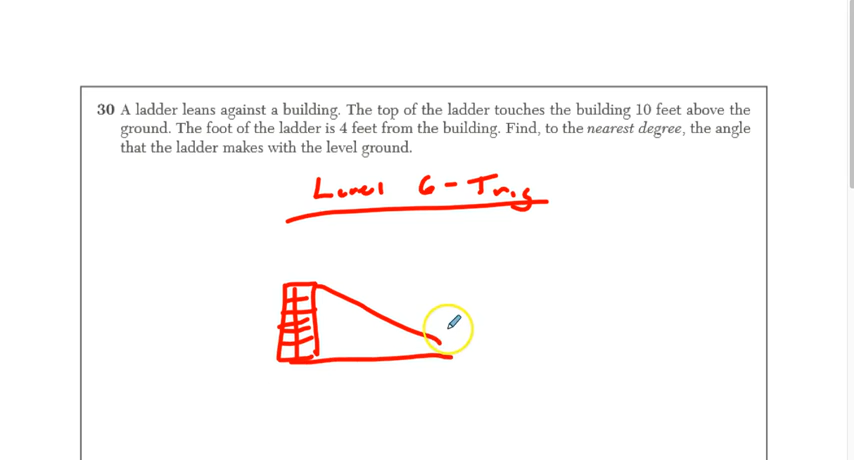 30 A ladder leans against a building. The top of the ladder touches the building 10 feet above the
ground. The foot of the ladder is 4 feet from the building. Find, to the nearest degree, the angle
that the ladder makes with the level ground.
Level 6 - Trig